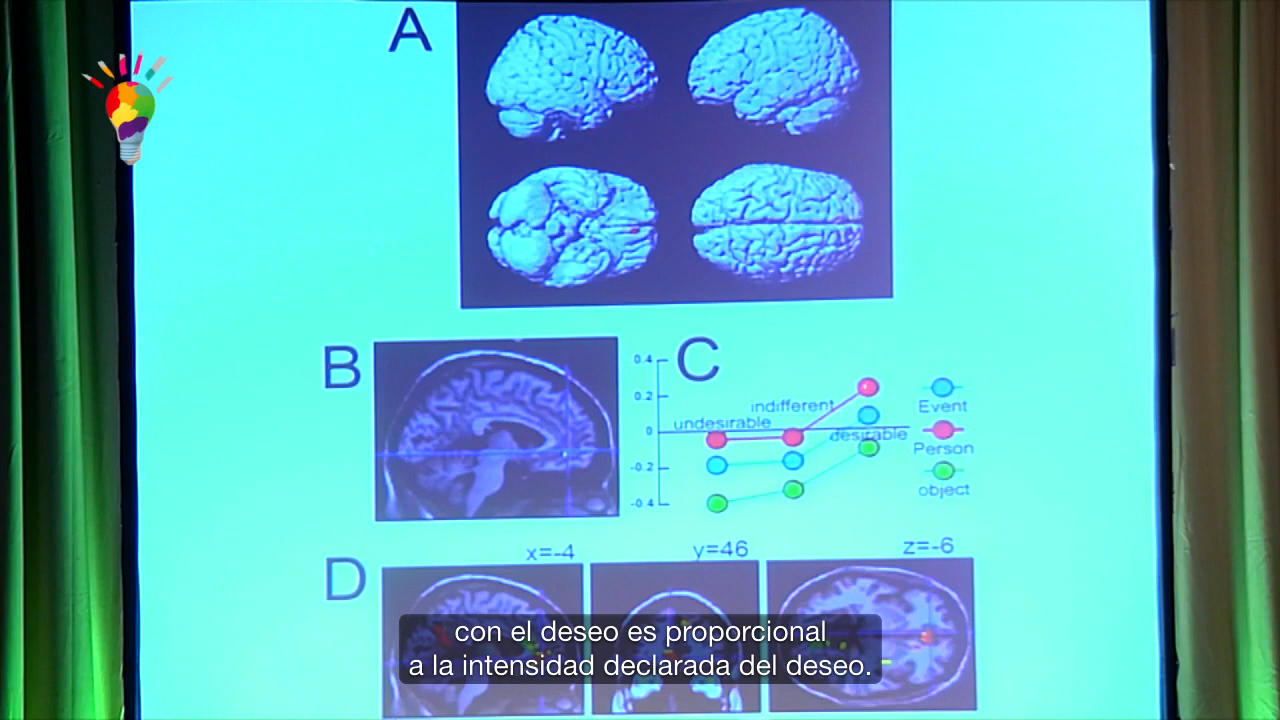 A
B
C
0.4
0.2
0
-0.2
-0.4
undesirable
indifferent
desirable
Event
Person
object
D
x=-4
y=46
z=-6
con el deseo es proporcional
a la intensidad declarada del deseo.